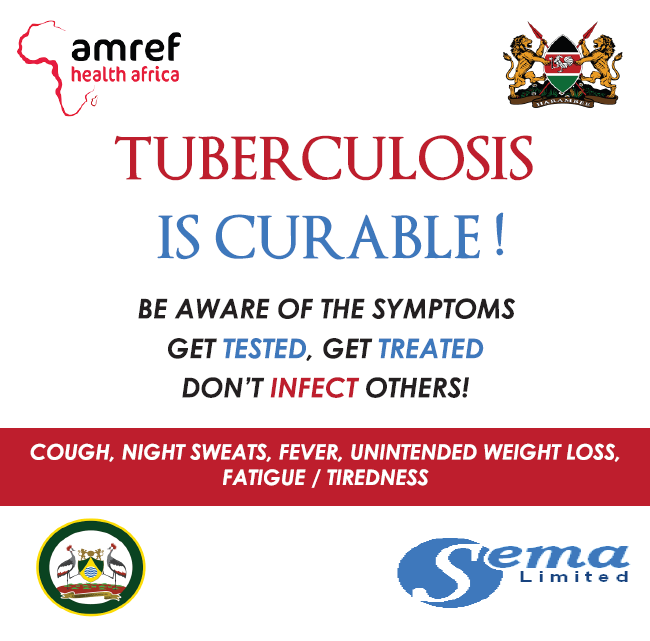 amref
health africa
HARAMBEE
TUBERCULOSIS
IS CURABLE !
BE AWARE OF THE SYMPTOMS
GET TESTED, GET TREATED
DON'T INFECT OTHERS!
COUGH, NIGHT SWEATS, FEVER, UNINTENDED WEIGHT LOSS,
FATIGUE / TIREDNESS
Sema
Limited